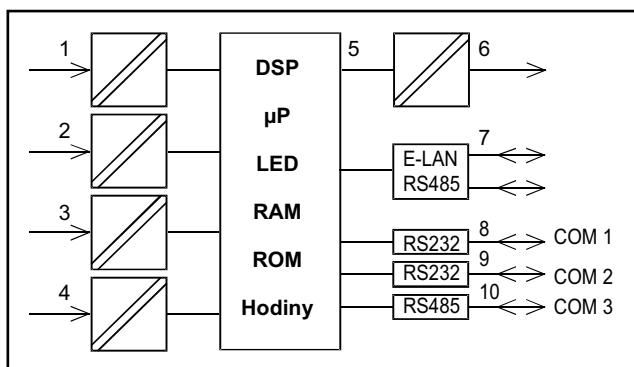 1
2
3
4
DSP
µP
LED
RAM
ROM
Hodiny
5
6
E-LAN
RS485
7
RS232
8
COM 1
RS232
9
COM 2
RS485
10
COM 3